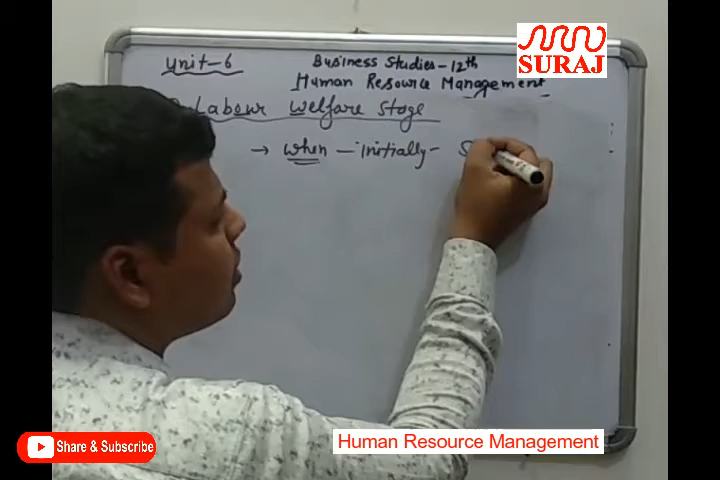 SURAJ
Unit-6
Business Studies-12th
Human Resource Management
Labour Welfare Stage
→ when - initially - S
Human Resource Management
Share & Subscribe